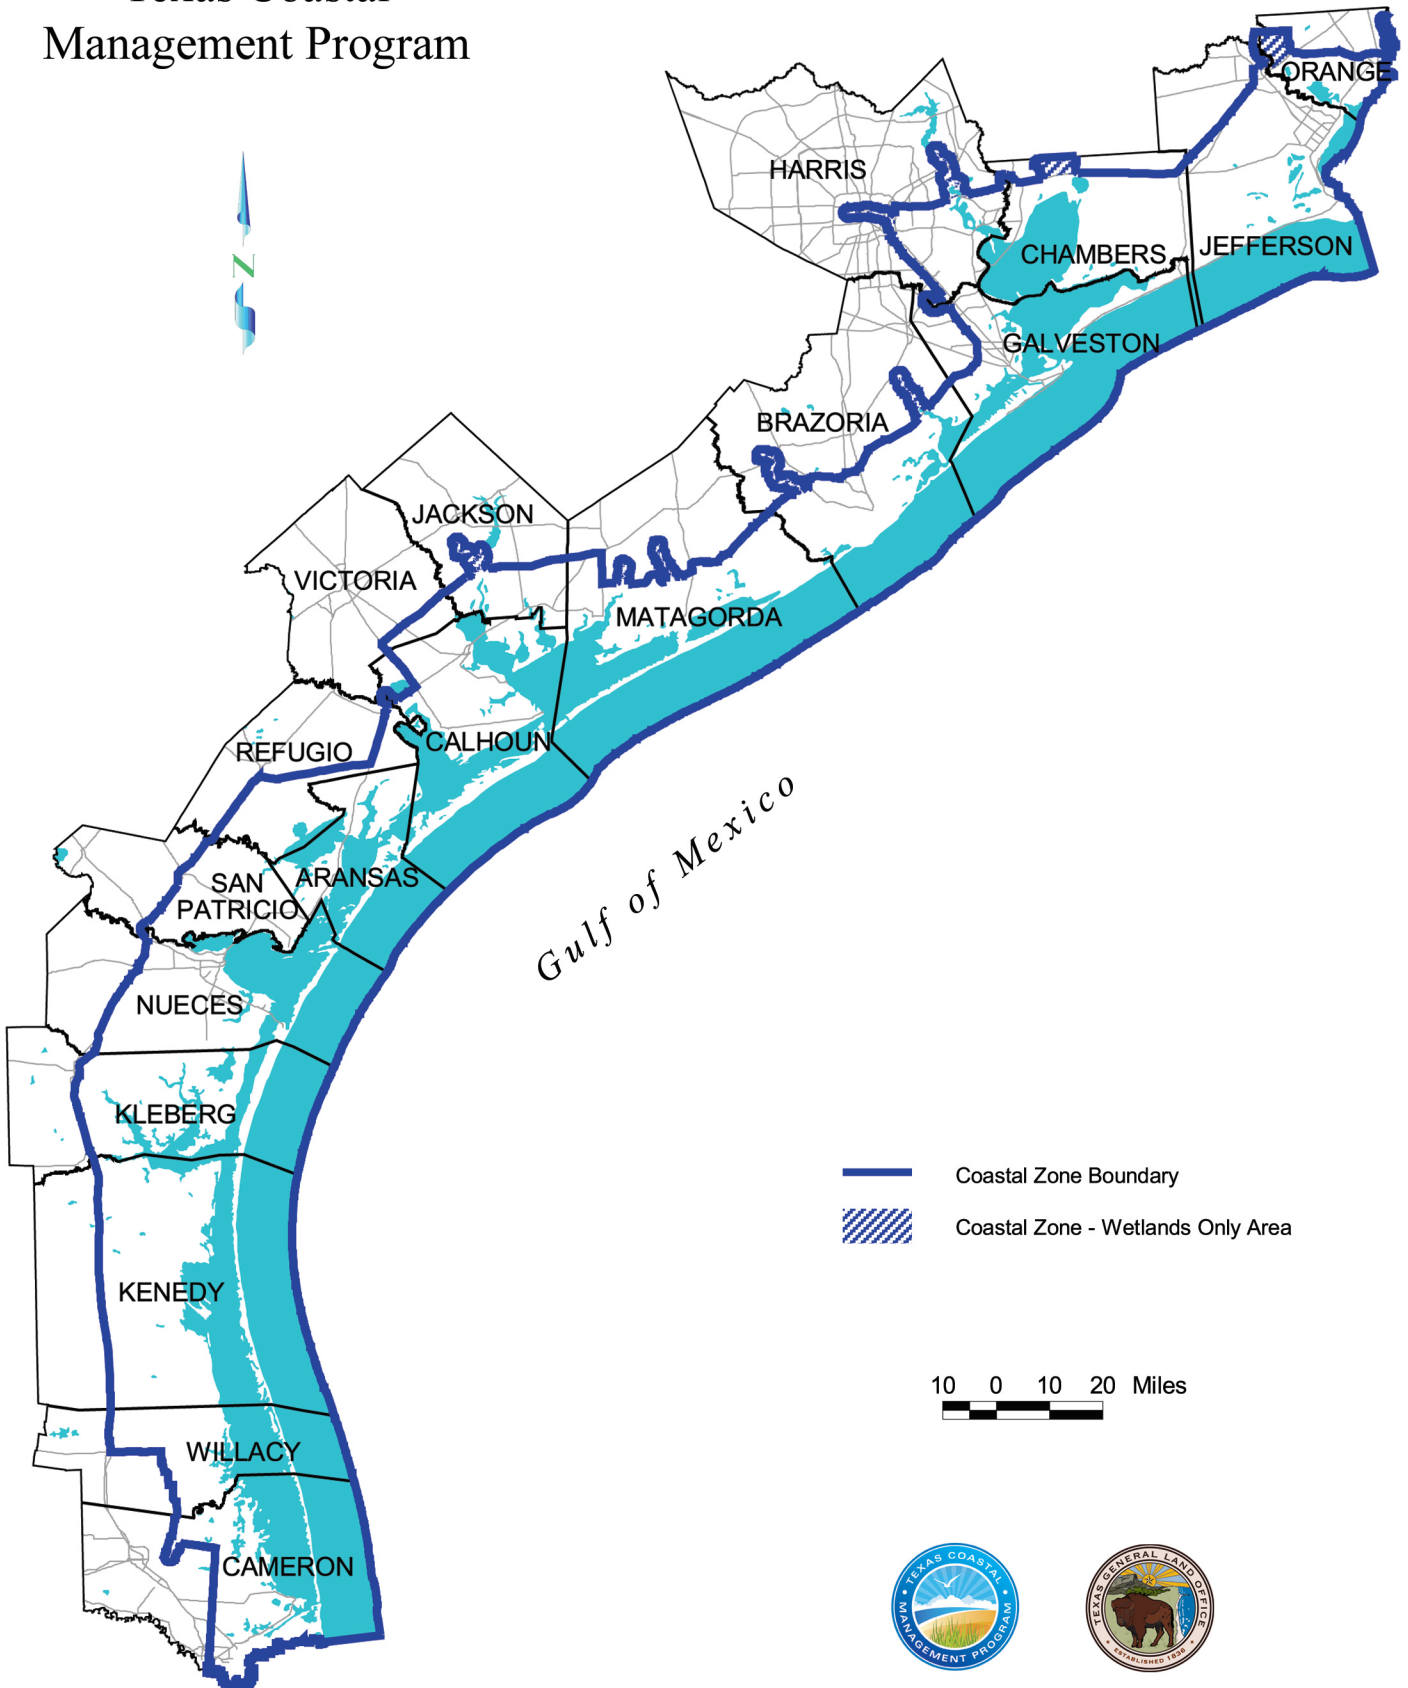 Texas Coastal
Management Program
N
ORANGE
HARRIS
CHAMBERS
JEFFERSON
GALVESTON
BRAZORIA
JACKSON
VICTORIA
MATAGORDA
REFUGIO
CALHOUN
Gulf of Mexico
SAN
PATRICIO
ARANSAS
NUECES
KLEBERG
KENEDY
WILLACY
CAMERON
Coastal Zone Boundary
Coastal Zone - Wetlands Only Area
10 0 10 20 Miles
TEXAS COASTAL
MANAGEMENT PROGRAM
TEXAS GENERAL LAND OFFICE
ESTABLISHED 1836